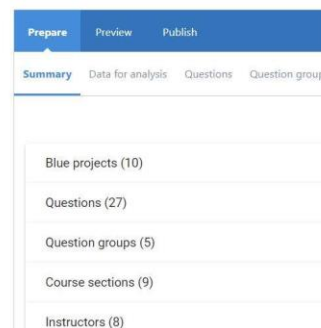 Prepare Preview Publish
Summary Data for analysis Questions Question group
Blue projects (10)
Questions (27)
Question groups (5)
Course sections (9)
Instructors (8)